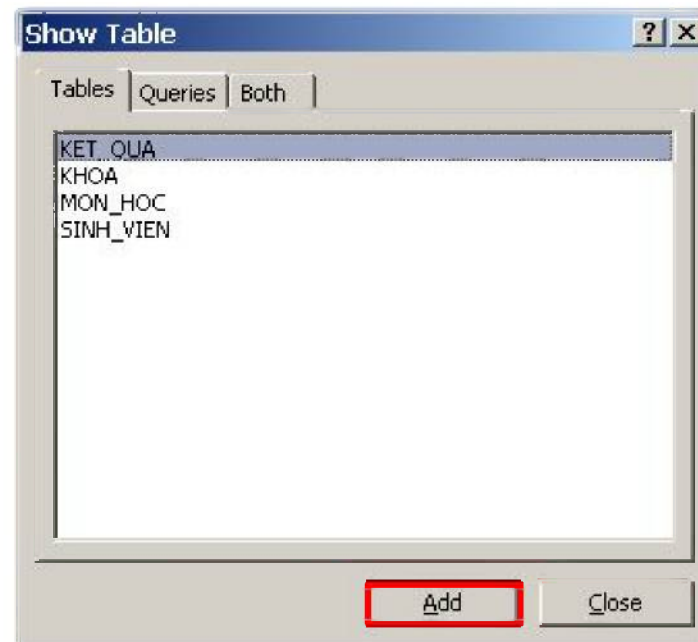 Show Table
Tables Queries Both
KET_QUA
KHOA
MON_HOC
SINH_VIEN
Add Close